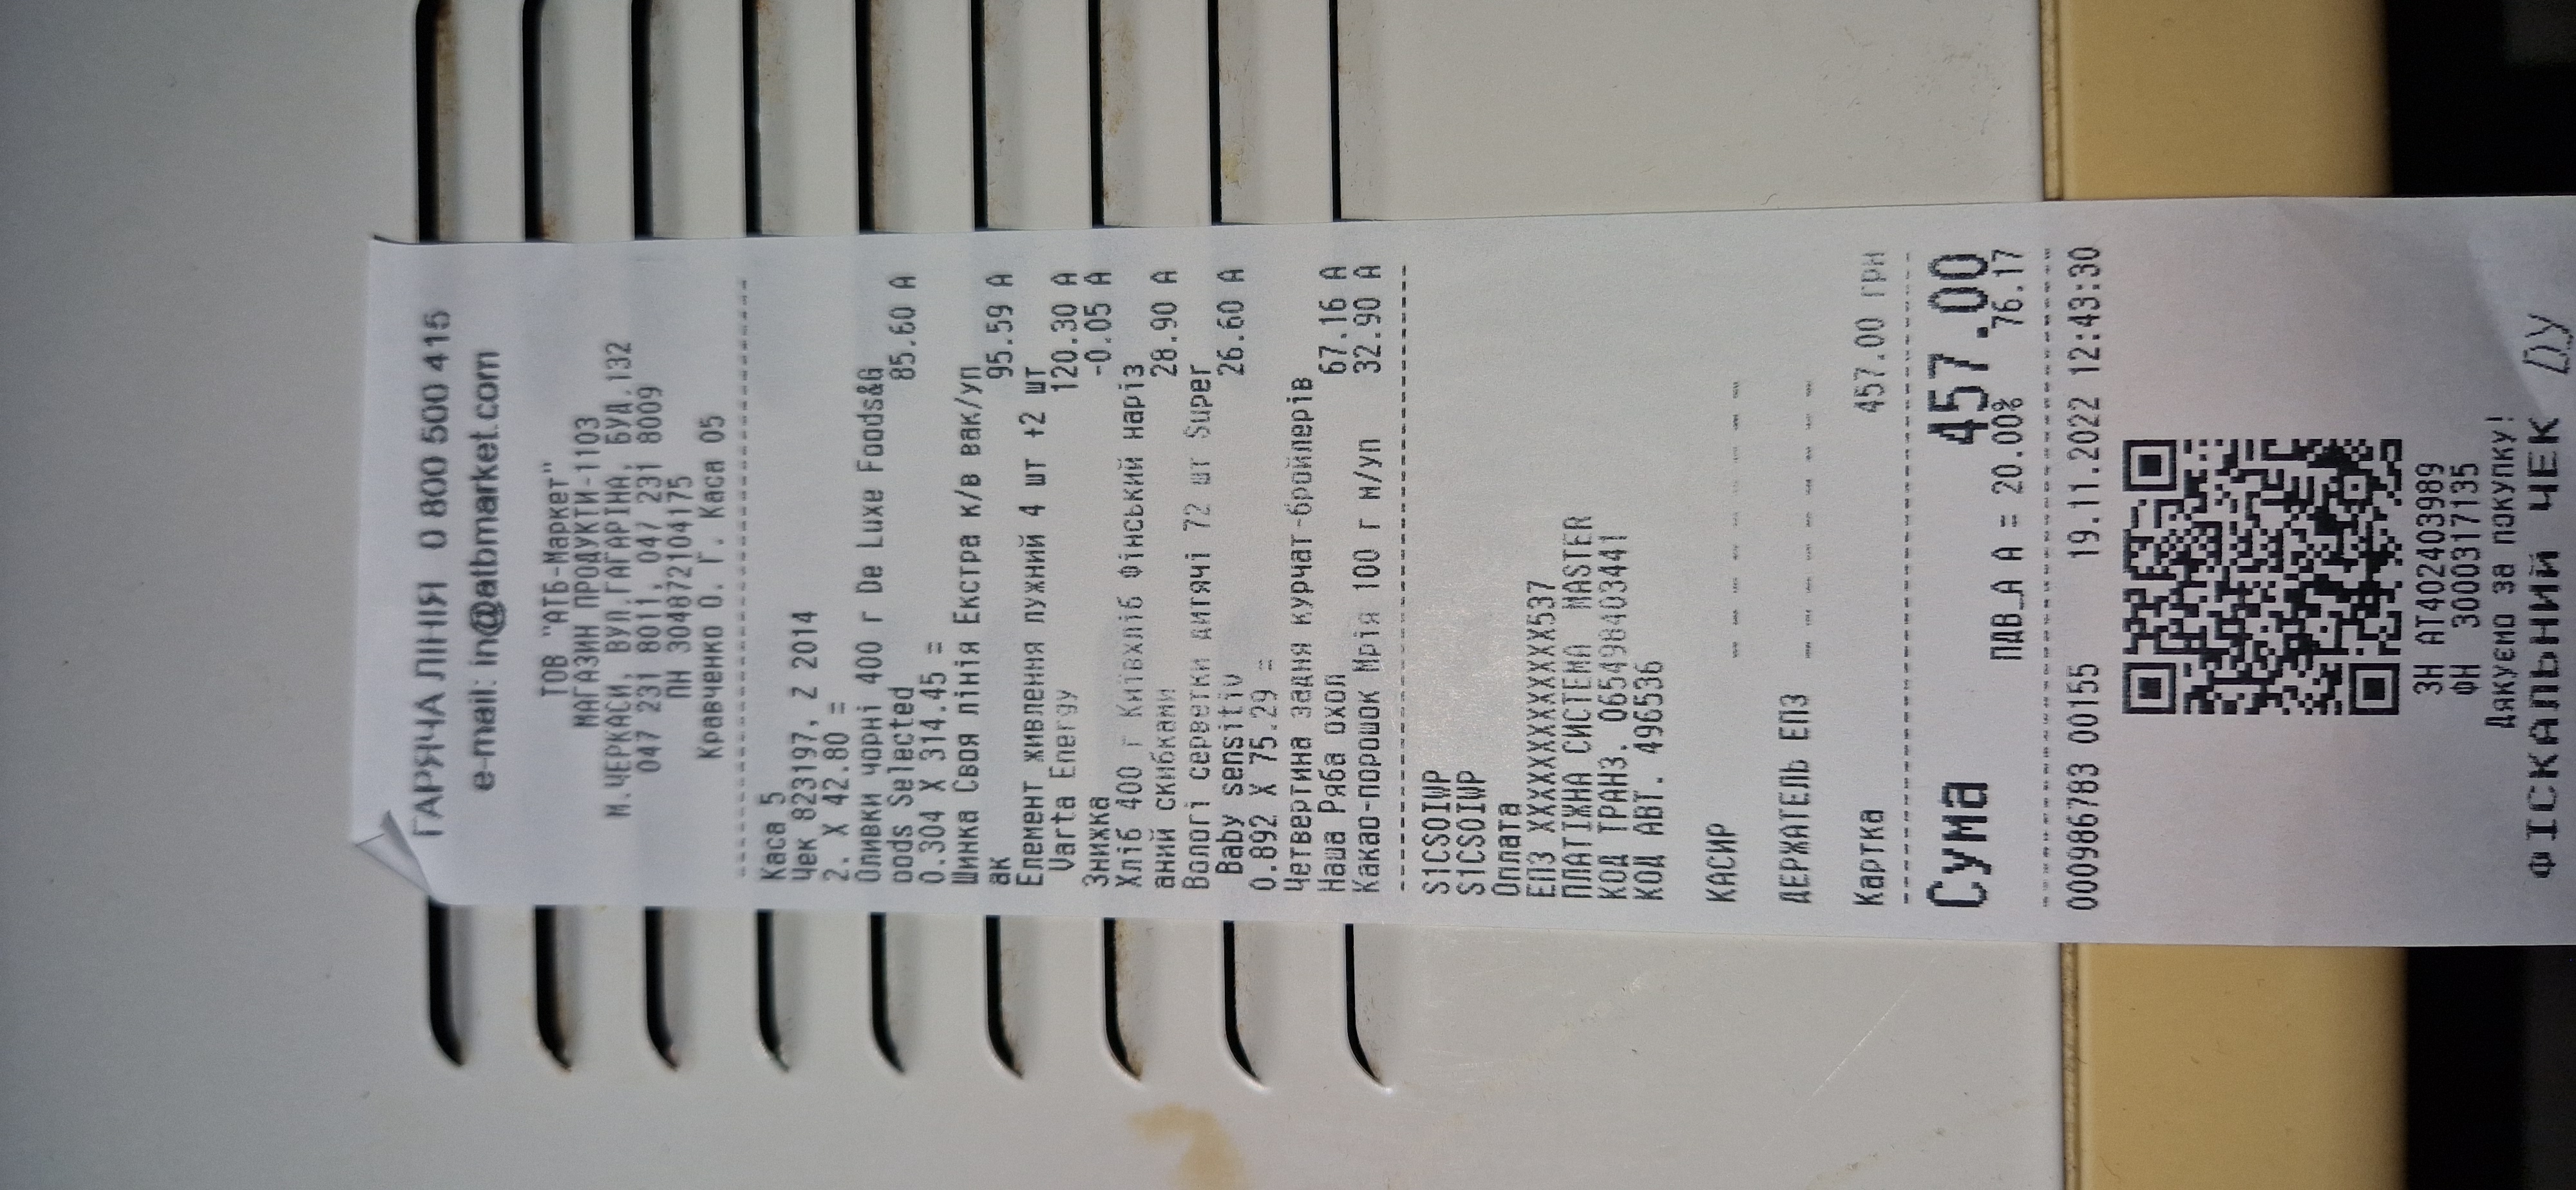 ГАРЯЧА ЛІНІЯ 0 800 500 415
e-mail: in@atbmarket.com
ТОВ "АТБ-Маркет"
МАГАЗИН ПРОДУКТИ-1103
М.ЧЕРКАСИ, ВУЛ.ГАГАРІНА, БУД.132
047 231 8011, 047 231 8009
ПН 304872104175
Кравченко О. Г. Каса 05
Каса 5
Чек 823197, Z 2014
2. X 42.80 =
Оливки чорні 400 г De Luxe Foods&G
oods Selected 85.60 А
0.304 X 314.45 =
Шинка Своя лінія Екстра к/в вак/уп
ак 95.59 А
Елемент живлення лужний 4 шт +2 шт
Varta Energy 120.30 А
Знижка -0.05 А
Хліб 400 г Київхліб Фінський наріз
аний скибками 28.90 А
Вологі серветки дитячі 72 шт Super
Baby sensitiv 26.60 А
0.892 X 75.29 =
Четвертина задня курчат-бройлерів
Наша Ряба охол 67.16 А
Какао-порошок Мрія 100 г м/уп 32.90 А
S1CSOIWP
S1CSOIWP
Оплата
ЕПЗ XXXXXXXXXXXXX537
ПЛАТІЖНА СИСТЕМА MASTER
КОД ТРАНЗ. 065498403441
КОД АВТ. 496536
КАСИР
ДЕРЖАТЕЛЬ ЕПЗ
Картка 457.00 ГРН
Сума 457.00
ПДВ_А А = 20.00% 76.17
000986783 00155 19.11.2022 12:43:30
ЗН АТ402403989
ФН 3000317135
Дякуємо за покупку!
ФІСКАЛЬНИЙ ЧЕК